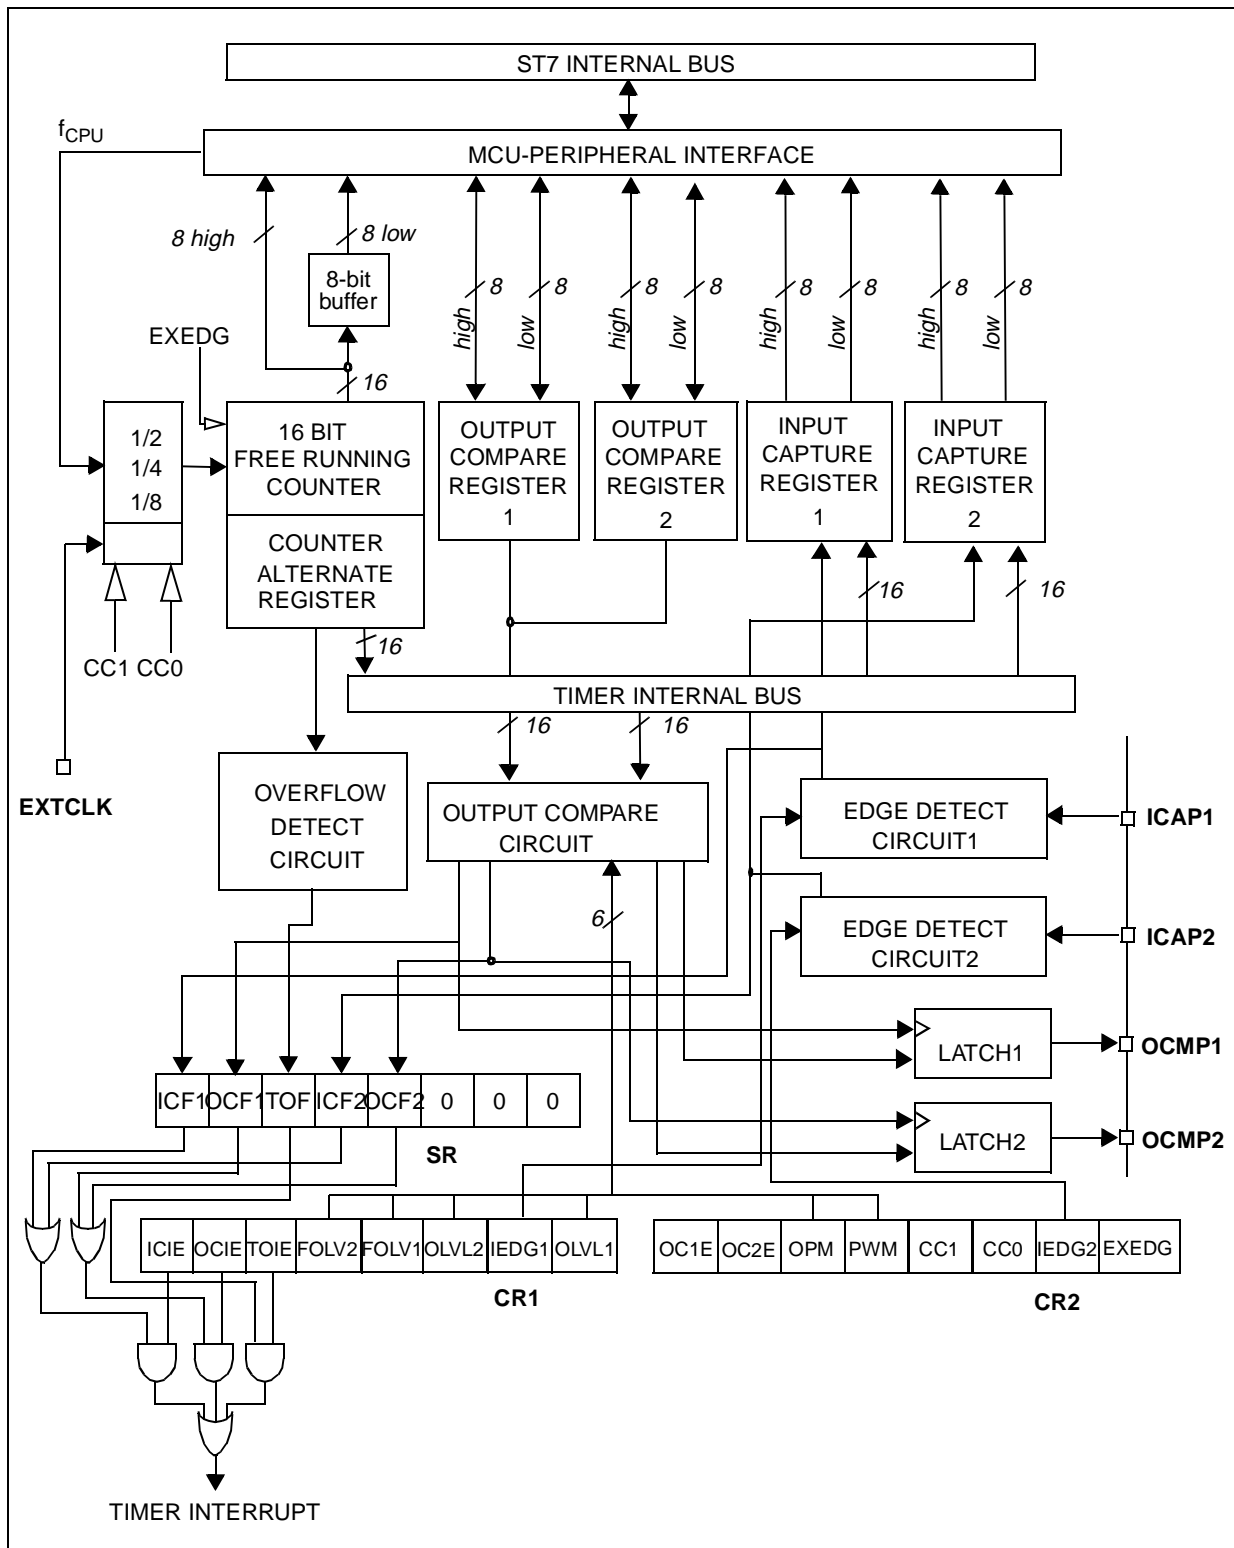 ST7 INTERNAL BUS
fCPU
MCU-PERIPHERAL INTERFACE
8 high
8 low
8-bit
buffer
high
8
low
8
high
8
low
8
high
8
low
8
high
8
low
8
EXEDG
16
1/2
1/4
1/8
16 BIT
FREE RUNNING
COUNTER
COUNTER
ALTERNATE
REGISTER
OUTPUT
COMPARE
REGISTER
1
OUTPUT
COMPARE
REGISTER
2
INPUT
CAPTURE
REGISTER
1
INPUT
CAPTURE
REGISTER
2
16
16
CC1 CC0
16
TIMER INTERNAL BUS
16
16
EXTCLK
OVERFLOW
DETECT
CIRCUIT
OUTPUT COMPARE
CIRCUIT
EDGE DETECT
CIRCUIT1
ICAP1
6
EDGE DETECT
CIRCUIT2
ICAP2
LATCH1
OCMP1
ICF1 OCF1 TOF ICF2 OCF2 0 0 0
SR
LATCH2
OCMP2
ICIE OCIE TOIE FOLV2 FOLV1 OLVL2 IEDG1 OLVL1
CR1
OC1E OC2E OPM PWM CC1 CC0 IEDG2 EXEDG
CR2
TIMER INTERRUPT